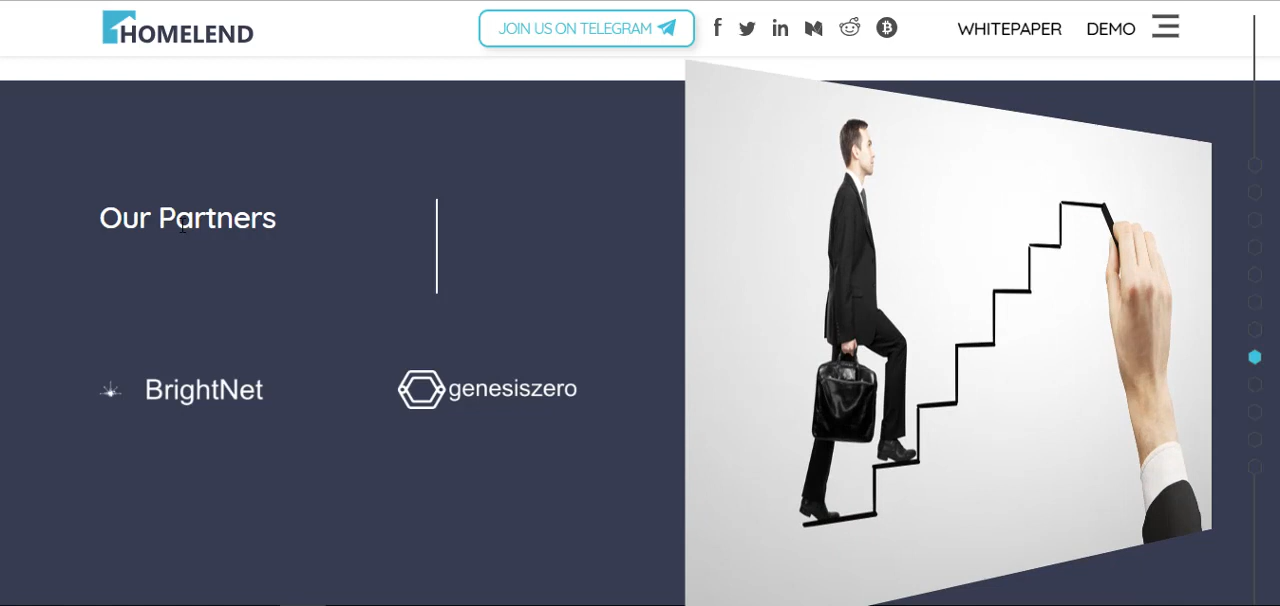 HOMELEND
JOIN US ON TELEGRAM
WHITEPAPER
DEMO
Our Partners
BrightNet
genesiszero